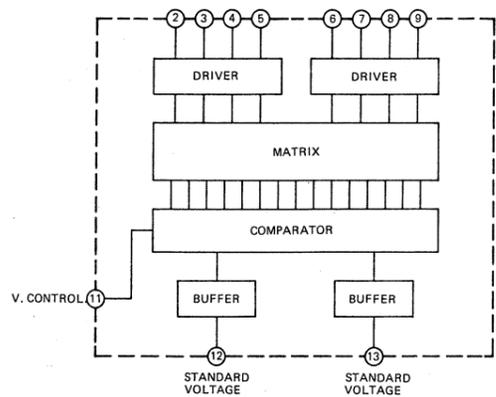 2 3 4 5 6 7 8 9
DRIVER DRIVER
MATRIX
COMPARATOR
V. CONTROL 11
BUFFER BUFFER
12 13
STANDARD VOLTAGE
STANDARD VOLTAGE